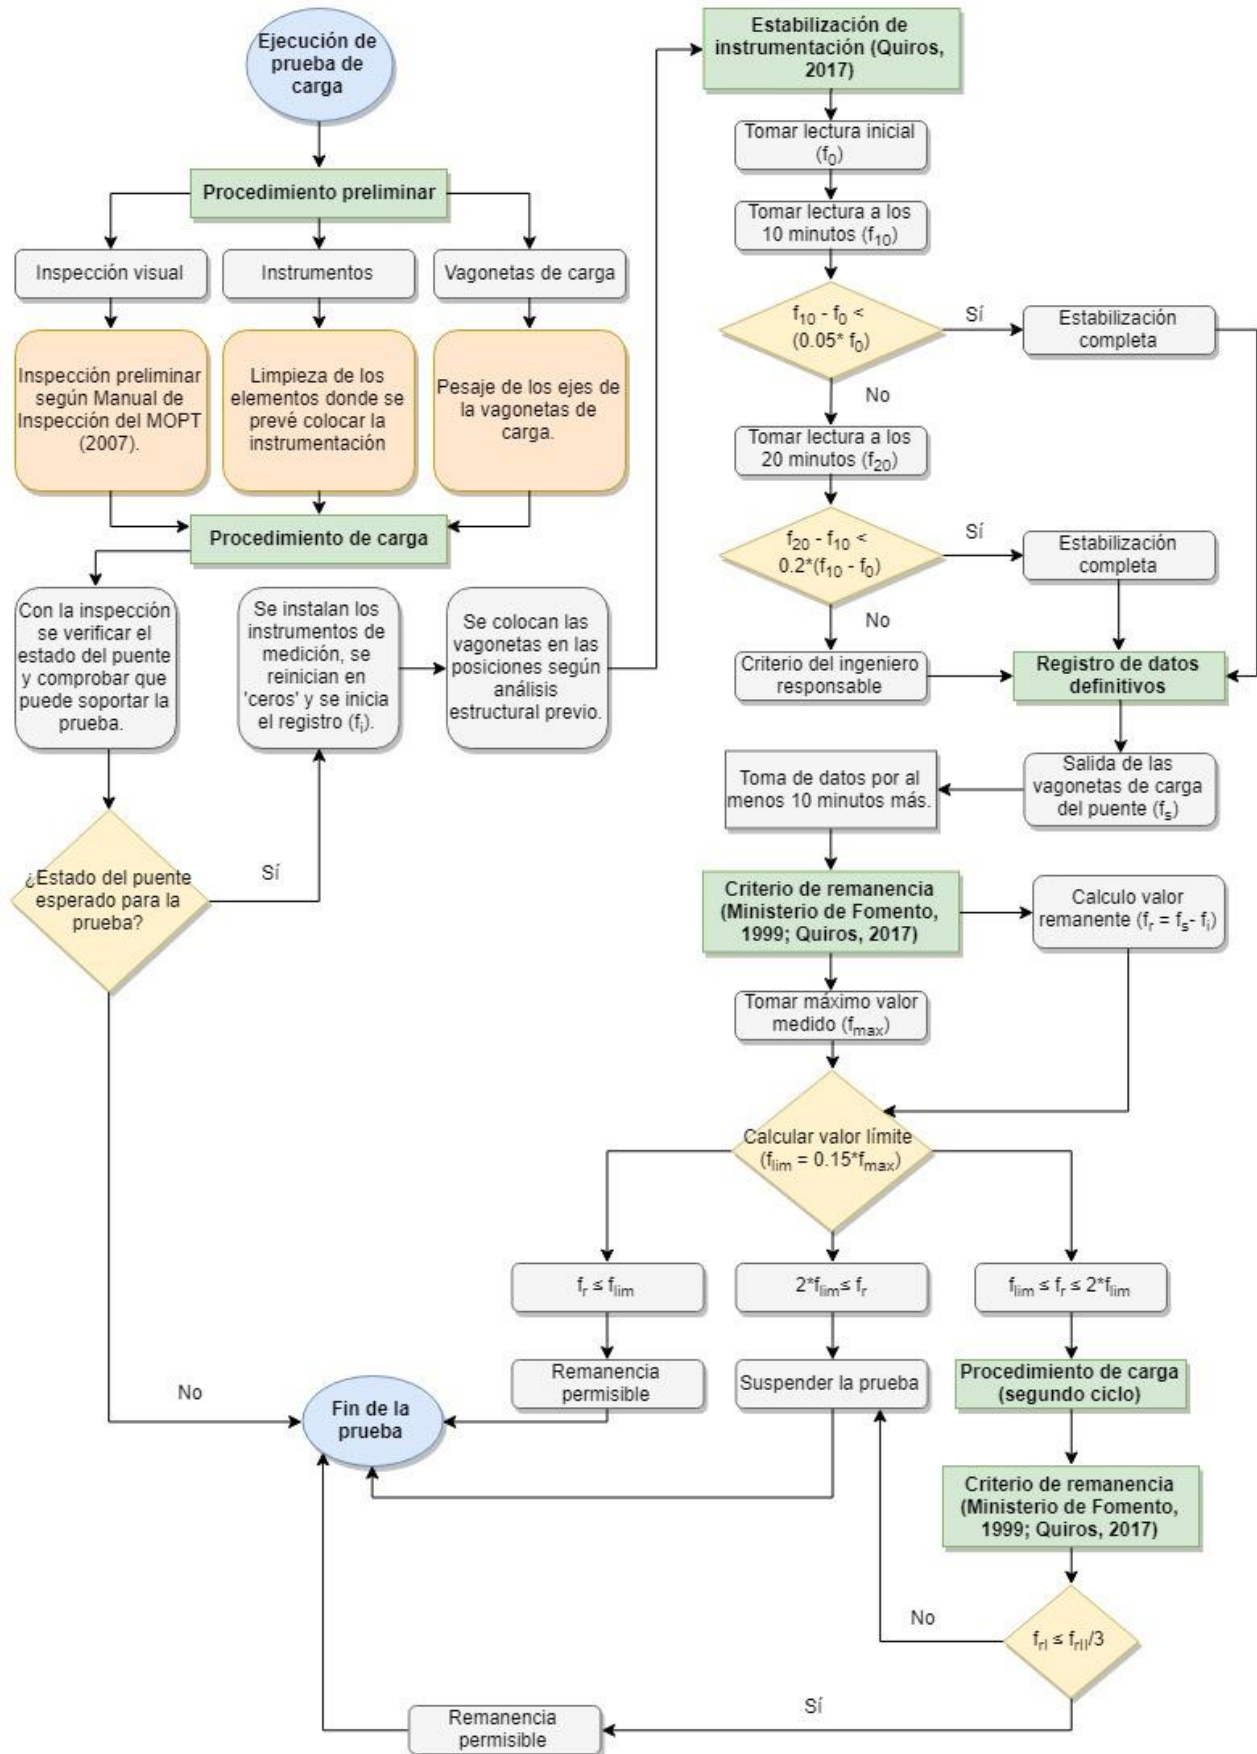 Ejecución de
prueba de
carga
Procedimiento preliminar
Inspección visual
Instrumentos
Vagonetas de carga
Inspección preliminar
según Manual de
Inspección del MOPT
(2007).
Limpieza de los
elementos donde se
prevé colocar la
instrumentación
Pesaje de los ejes de
la vagonetas de
carga.
Procedimiento de carga
Con la inspección
se verificar el
estado del puente
y comprobar que
puede soportar la
prueba.
Se instalan los
instrumentos de
medición, se
reinician en
'ceros' y se inicia
el registro (fi).
Se colocan las
vagonetas en las
posiciones según
análisis
estructural previo.
¿Estado del puente
esperado para la
prueba?
Sí
No
Estabilización de
instrumentación (Quiros,
2017)
Tomar lectura inicial
(f0)
Tomar lectura a los
10 minutos (f10)
f10 - f0 <
(0.05* f0)
Sí
Estabilización
completa
No
Tomar lectura a los
20 minutos (f20)
f20 - f10 <
0.2*(f10 - f0)
Sí
Estabilización
completa
No
Criterio del ingeniero
responsable
Registro de datos
definitivos
Salida de las
vagonetas de carga
del puente (fs)
Toma de datos por al
menos 10 minutos más.
Criterio de remanencia
(Ministerio de Fomento,
1999; Quiros, 2017)
Calculo valor
remanente (fr = fs- fi)
Tomar máximo valor
medido (fmax)
Calcular valor límite
(flim = 0.15*fmax)
fr ≤ flim
2*flim≤ fr
flim ≤ fr ≤ 2*flim
Remanencia
permisible
Suspender la prueba
Procedimiento de carga
(segundo ciclo)
Fin de la
prueba
Criterio de remanencia
(Ministerio de Fomento,
1999; Quiros, 2017)
No
frI ≤ frII/3
Sí
Remanencia
permisible